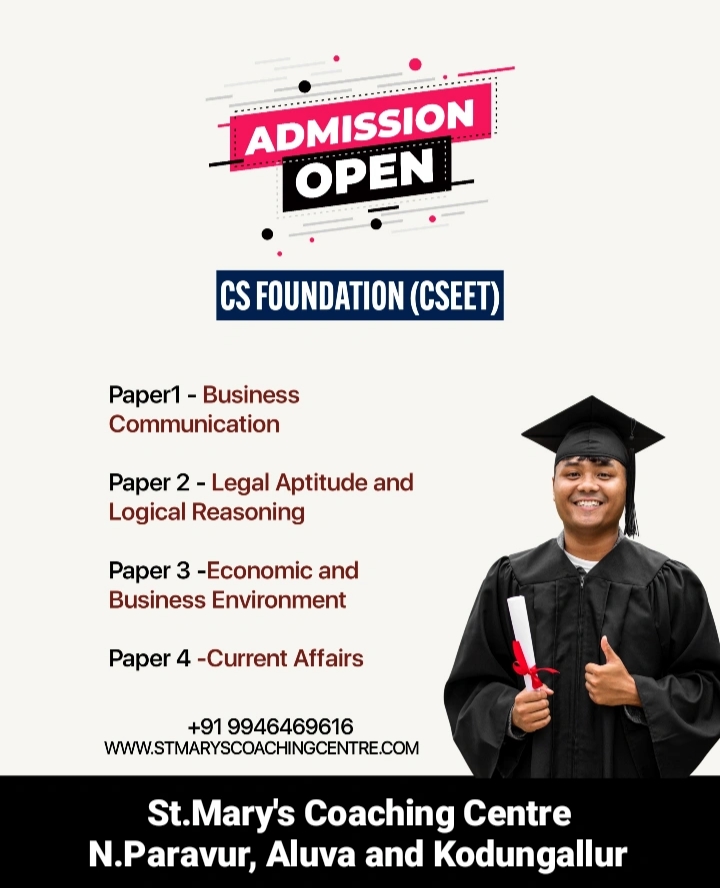 ADMISSION
OPEN
CS FOUNDATION (CSEET)
Paper1 - Business
Communication
Paper 2 - Legal Aptitude and
Logical Reasoning
Paper 3 -Economic and
Business Environment
Paper 4 -Current Affairs
+91 9946469616
WWW.STMARYSCOACHINGCENTRE.COM
St.Mary's Coaching Centre
N.Paravur, Aluva and Kodungallur